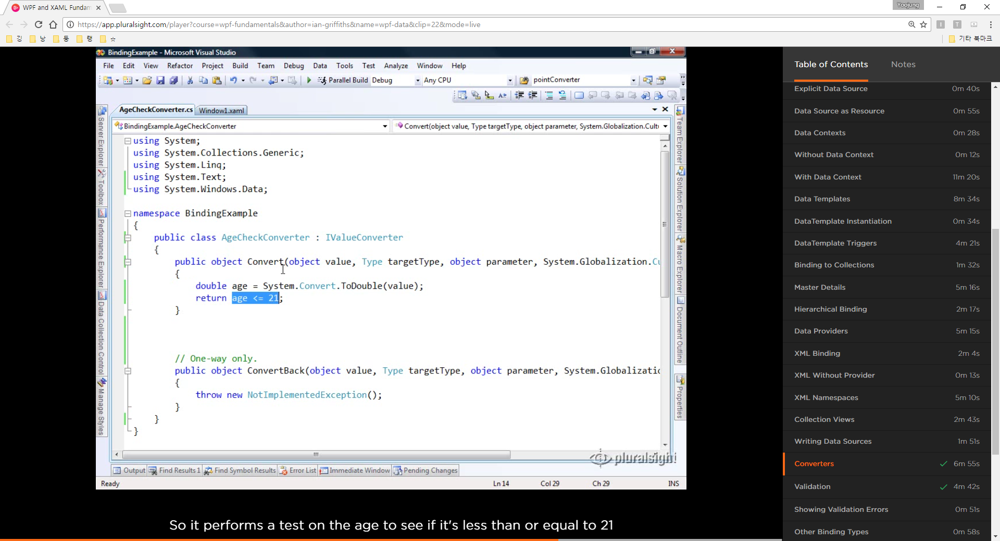 WPF and XAML Fundam
Yoojung
https://app.pluralsight.com/player?course=wpf-fundamentals&author=ian-griffiths&name=wpf-data&clip=22&mode=live
깅 낭 둥 랭 ☆ 기타 북마크
BindingExample - Microsoft Visual Studio
File Edit View Refactor Project Build Team Debug Data Tools Test Analyze Window Help
Parallel Build Debug Any CPU pointConverter
AgeCheckConverter.cs Window1.xaml
BindingExample.AgeCheckConverter Convert(object value, Type targetType, object parameter, System.Globalization.Cult
using System;
using System.Collections.Generic;
using System.Linq;
using System.Text;
using System.Windows.Data;
namespace BindingExample
{
public class AgeCheckConverter : IValueConverter
{
public object Convert(object value, Type targetType, object parameter, System.Globalization.Cu
{
double age = System.Convert.ToDouble(value);
return age <= 21;
}
// One-way only.
public object ConvertBack(object value, Type targetType, object parameter, System.Globalizatio
{
throw new NotImplementedException();
}
}
}
Server Explorer
Toolbox
Performance Explorer
Data Collection Control
Manage Styles
Team Explorer
Solution Explorer
Macro Explorer
Document Outline
Properties
pluralsight
Output Find Results 1 Find Symbol Results Error List Immediate Window Pending Changes
Ready Ln 14 Col 29 Ch 29 INS
So it performs a test on the age to see if it's less than or equal to 21
Table of Contents Notes
Explicit Data Source 0m 40s
Data Source as Resource 0m 55s
Data Contexts 0m 28s
Without Data Context 0m 12s
With Data Context 11m 20s
Data Templates 8m 34s
DataTemplate Instantiation 0m 34s
DataTemplate Triggers 4m 21s
Binding to Collections 1m 32s
Master Details 5m 16s
Hierarchical Binding 2m 17s
Data Providers 5m 15s
XML Binding 2m 4s
XML Without Provider 0m 13s
XML Namespaces 5m 10s
Collection Views 2m 43s
Writing Data Sources 1m 51s
Converters 6m 55s
Validation 4m 42s
Showing Validation Errors 0m 51s
Other Binding Types 0m 58s